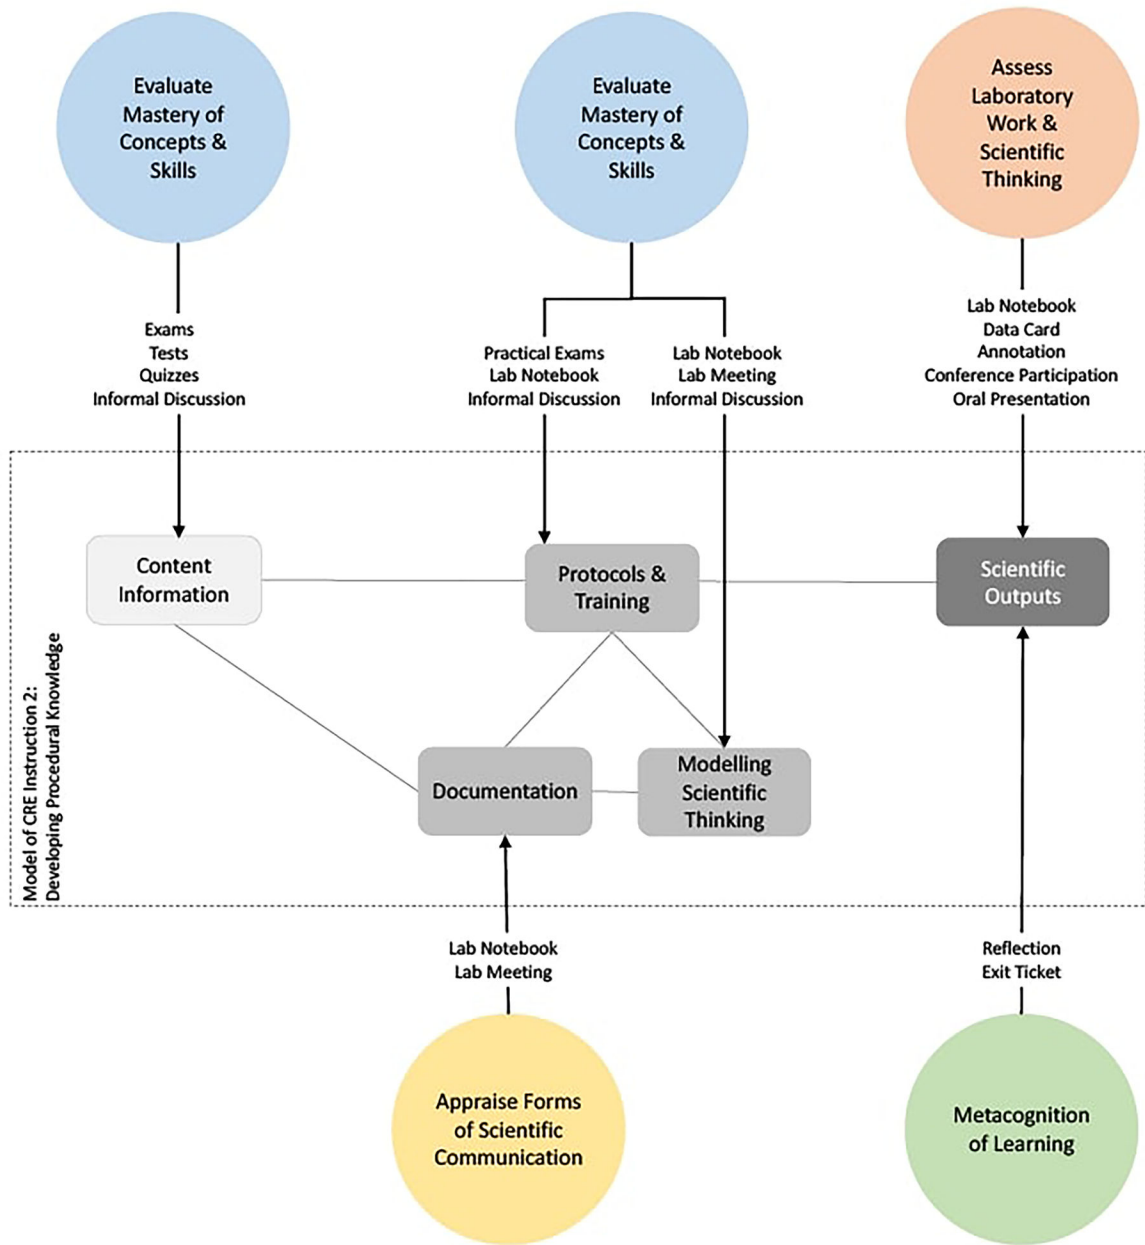 Evaluate
Mastery of
Concepts &
Skills
Evaluate
Mastery of
Concepts &
Skills
Assess
Laboratory
Work &
Scientific
Thinking
Exams
Tests
Quizzes
Informal Discussion
Practical Exams
Lab Notebook
Informal Discussion
Lab Notebook
Lab Meeting
Informal Discussion
Lab Notebook
Data Card
Annotation
Conference Participation
Oral Presentation
Model of CRE Instruction 2:
Developing Procedural Knowledge
Content
Information
Protocols &
Training
Scientific
Outputs
Documentation
Modelling
Scientific
Thinking
Lab Notebook
Lab Meeting
Reflection
Exit Ticket
Appraise Forms
of Scientific
Communication
Metacognition
of Learning